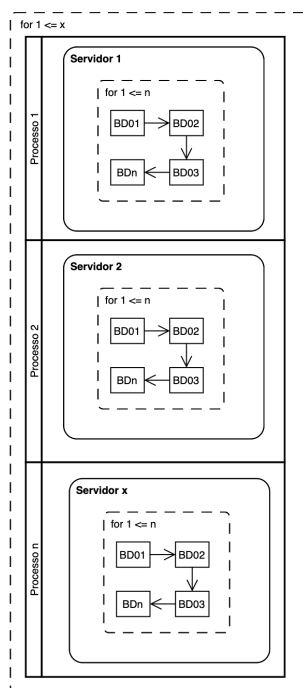 for 1 <= x
Processo 1
Servidor 1
for 1 <= n
BD01
BD02
BDn
BD03
Processo 2
Servidor 2
for 1 <= n
BD01
BD02
BDn
BD03
Processo n
Servidor x
for 1 <= n
BD01
BD02
BDn
BD03